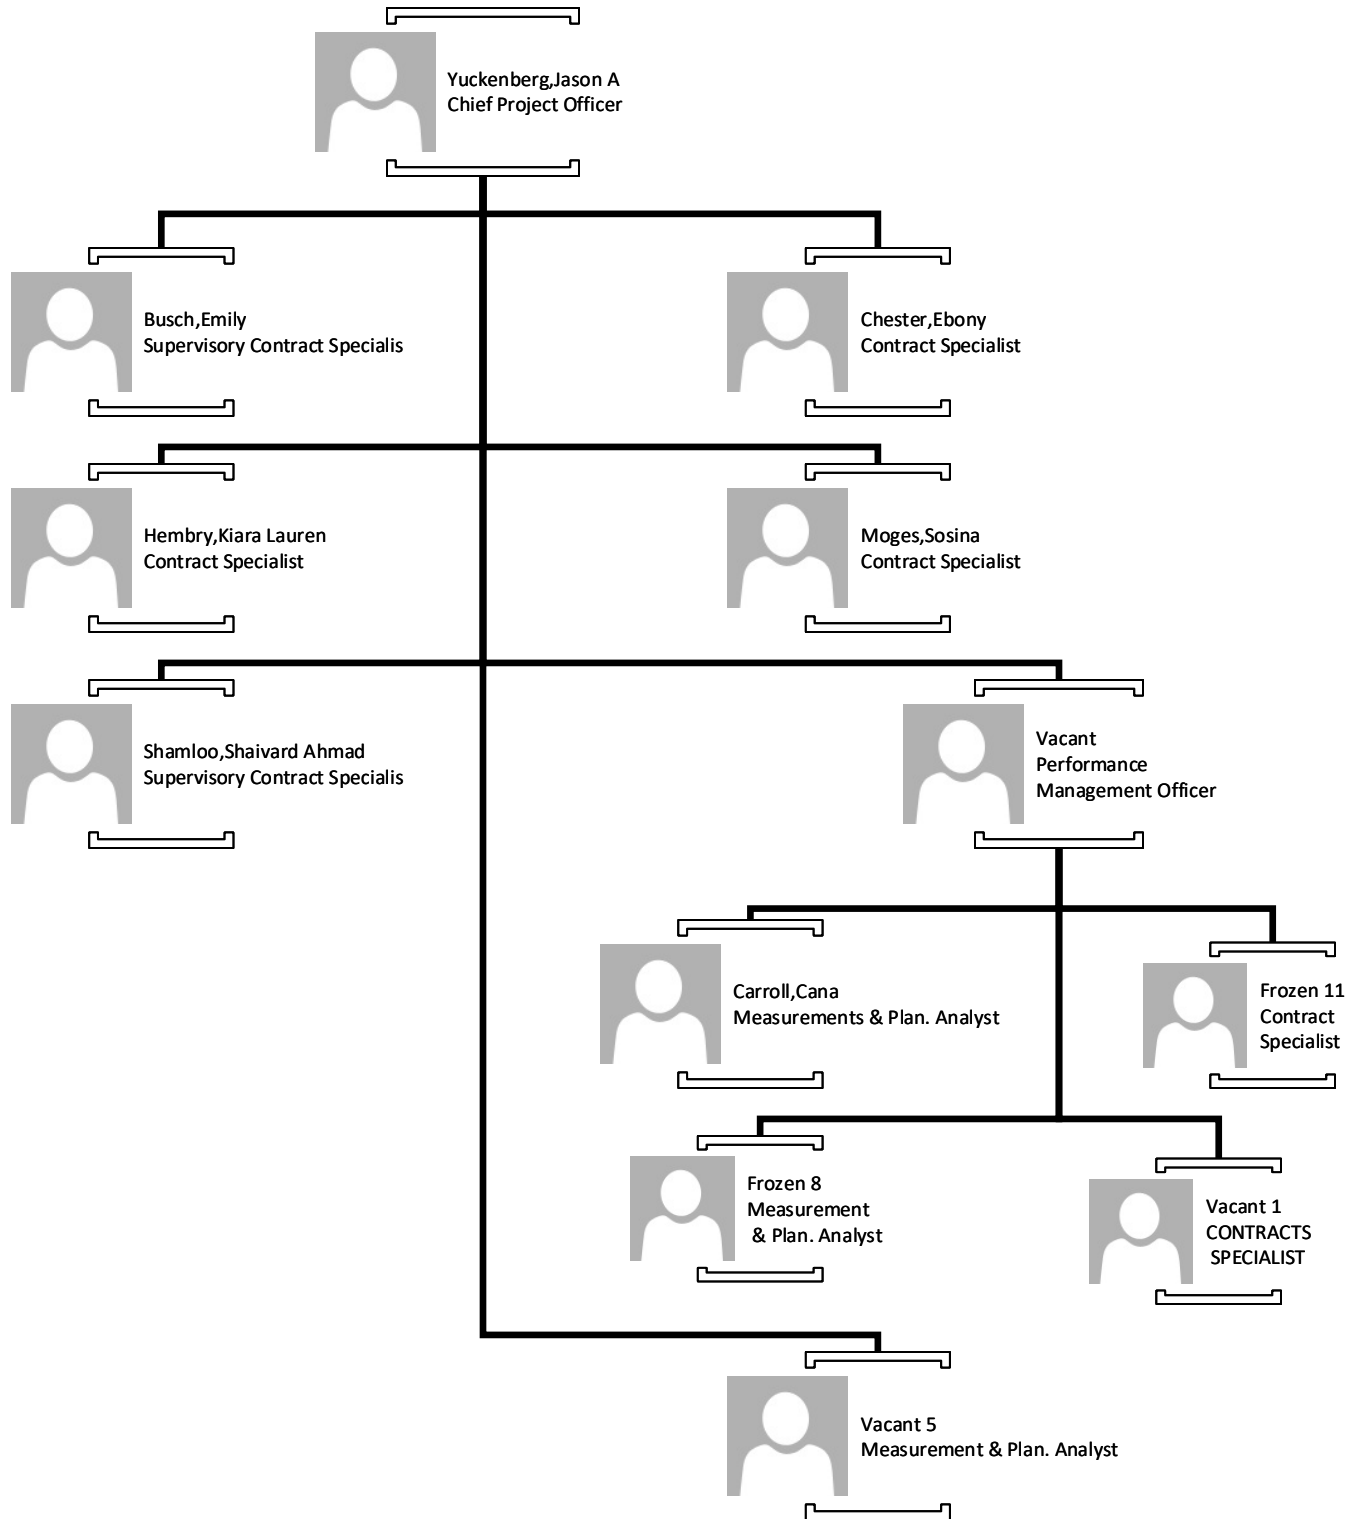 Yuckenberg,Jason A
Chief Project Officer
Busch,Emily
Supervisory Contract Specialis
Chester,Ebony
Contract Specialist
Hembry,Kiara Lauren
Contract Specialist
Moges,Sosina
Contract Specialist
Shamloo,Shaivard Ahmad
Supervisory Contract Specialis
Vacant
Performance
Management Officer
Carroll,Cana
Measurements & Plan. Analyst
Frozen 11
Contract
Specialist
Frozen 8
Measurement
& Plan. Analyst
Vacant 1
CONTRACTS
SPECIALIST
Vacant 5
Measurement & Plan. Analyst